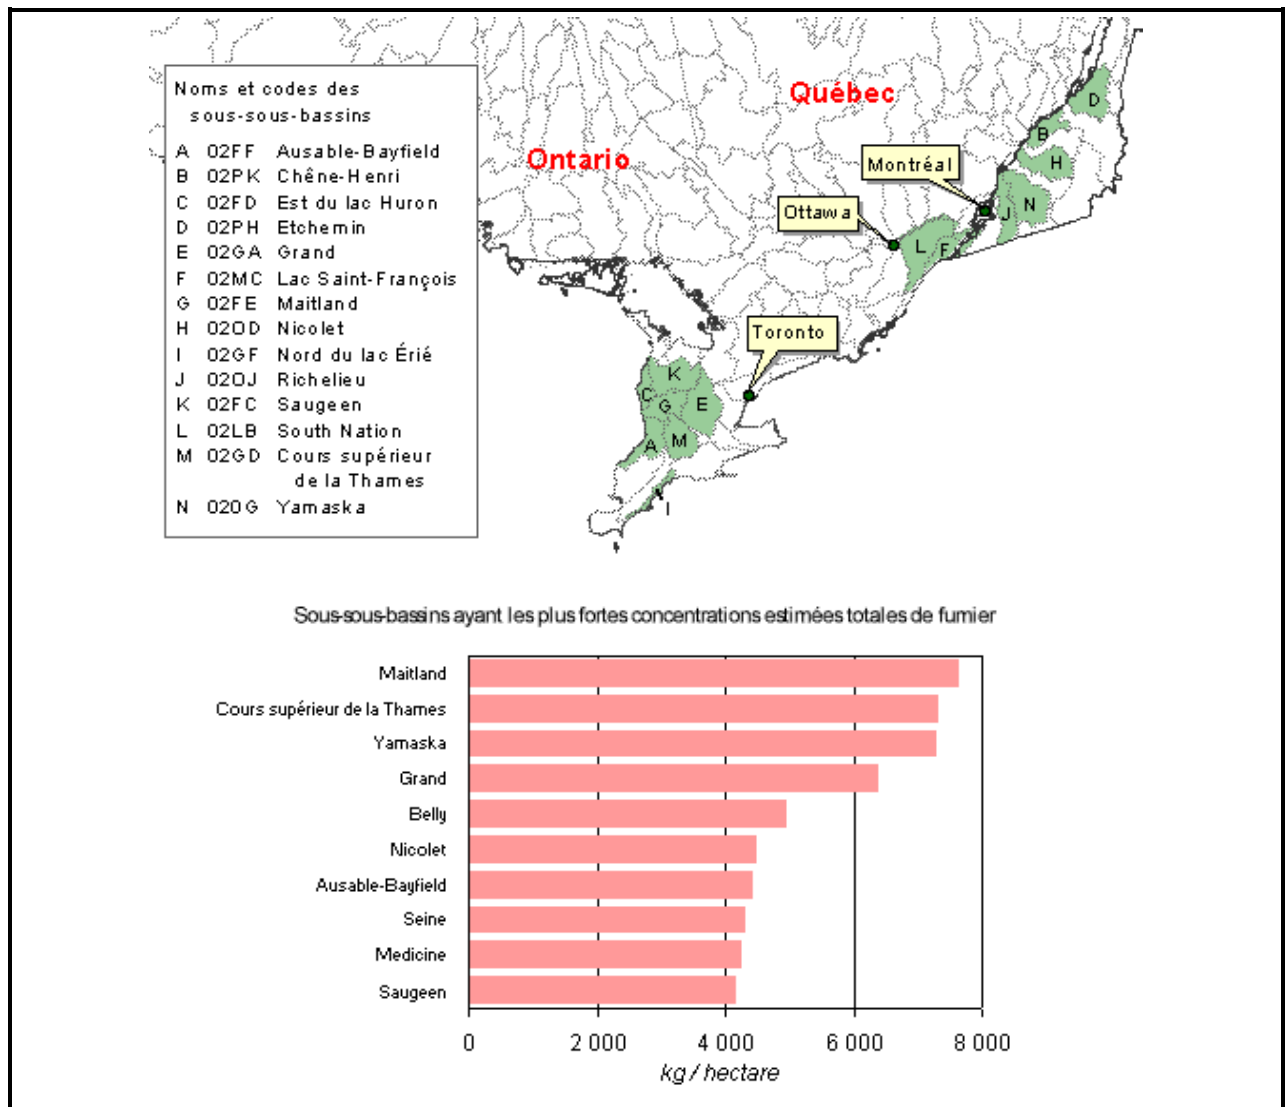 Noms et codes des
sous-sous-bassins
A 02FF Ausable-Bayfield
B 02PK Chêne-Henri
C 02FD Est du lac Huron
D 02PH Etchemin
E 02GA Grand
F 02MC Lac Saint-François
G 02FE Maitland
H 02OD Nicolet
I 02GF Nord du lac Érié
J 02OJ Richelieu
K 02FC Saugeen
L 02LB South Nation
M 02GD Cours supérieur
de la Thames
N 02OG Yamaska
Québec
Ontario
Montréal
Ottawa
Toronto
D
B
H
N
J
L
F
K
C
G
E
A
M
I
Sous-sous-bassins ayant les plus fortes concentrations estimées totales de fumier
Maitland
Cours supérieur de la Thames
Yamaska
Grand
Belly
Nicolet
Ausable-Bayfield
Seine
Medicine
Saugeen
0 2 000 4 000 6 000 8 000
kg / hectare